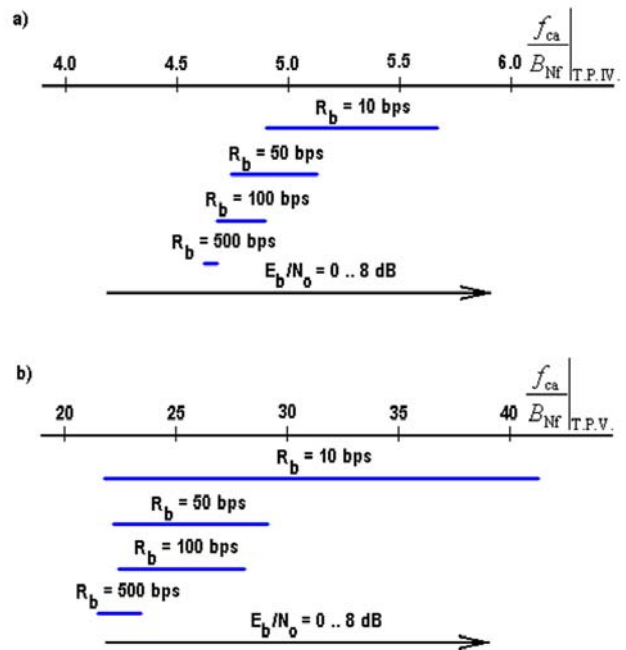 a)
4.0 4.5 5.0 5.5 6.0 f_ca / B_Nf |T.P.IV.
R_b = 10 bps
R_b = 50 bps
R_b = 100 bps
R_b = 500 bps
E_b/N_o = 0 .. 8 dB
b)
20 25 30 35 40 f_ca / B_Nf |T.P.V.
R_b = 10 bps
R_b = 50 bps
R_b = 100 bps
R_b = 500 bps
E_b/N_o = 0 .. 8 dB